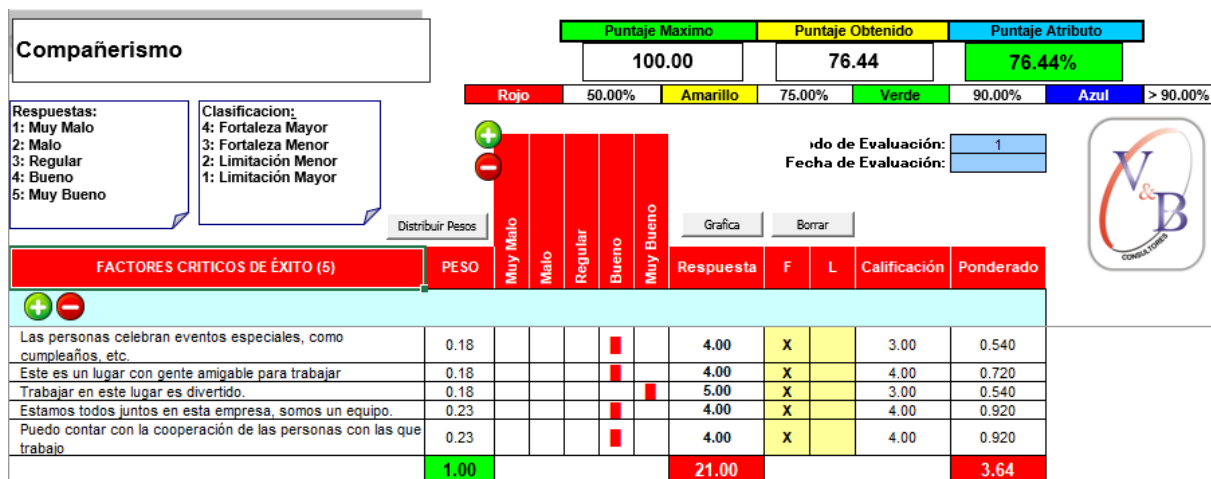 Compañerismo
Puntaje Maximo Puntaje Obtenido Puntaje Atributo
100.00 76.44 76.44%
Rojo 50.00% Amarillo 75.00% Verde 90.00% Azul > 90.00%
Respuestas:
1: Muy Malo
2: Malo
3: Regular
4: Bueno
5: Muy Bueno
Clasificacion:
4: Fortaleza Mayor
3: Fortaleza Menor
2: Limitación Menor
1: Limitación Mayor
do de Evaluación: 1
Fecha de Evaluación:
V&B
CONSULTORES
Distribuir Pesos
Grafica Borrar
FACTORES CRITICOS DE ÉXITO (5) PESO Muy Malo Malo Regular Bueno Muy Bueno Respuesta F L Calificación Ponderado
Las personas celebran eventos especiales, como
cumpleaños, etc. 0.18 4.00 X 3.00 0.540
Este es un lugar con gente amigable para trabajar 0.18 4.00 X 4.00 0.720
Trabajar en este lugar es divertido. 0.18 5.00 X 3.00 0.540
Estamos todos juntos en esta empresa, somos un equipo. 0.23 4.00 X 4.00 0.920
Puedo contar con la cooperación de las personas con las que
trabajo 0.23 4.00 X 4.00 0.920
1.00 21.00 3.64